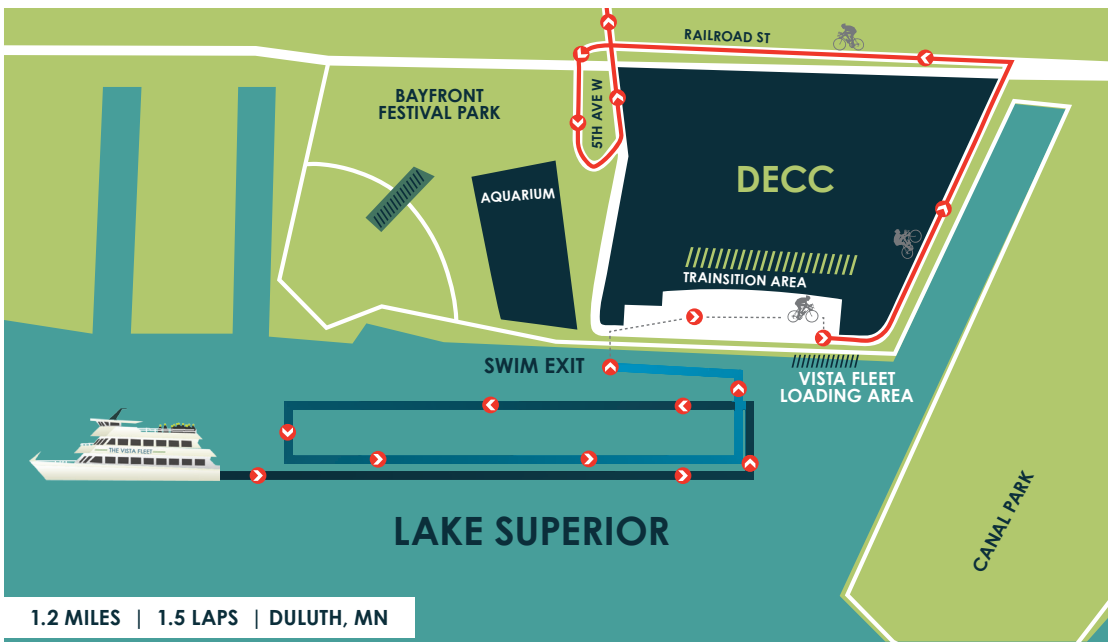 RAILROAD ST
BAYFRONT
FESTIVAL PARK
5TH AVE W
DECC
AQUARIUM
TRAINSITION AREA
SWIM EXIT
VISTA FLEET
LOADING AREA
THE VISTA FLEET
LAKE SUPERIOR
CANAL PARK
1.2 MILES | 1.5 LAPS | DULUTH, MN